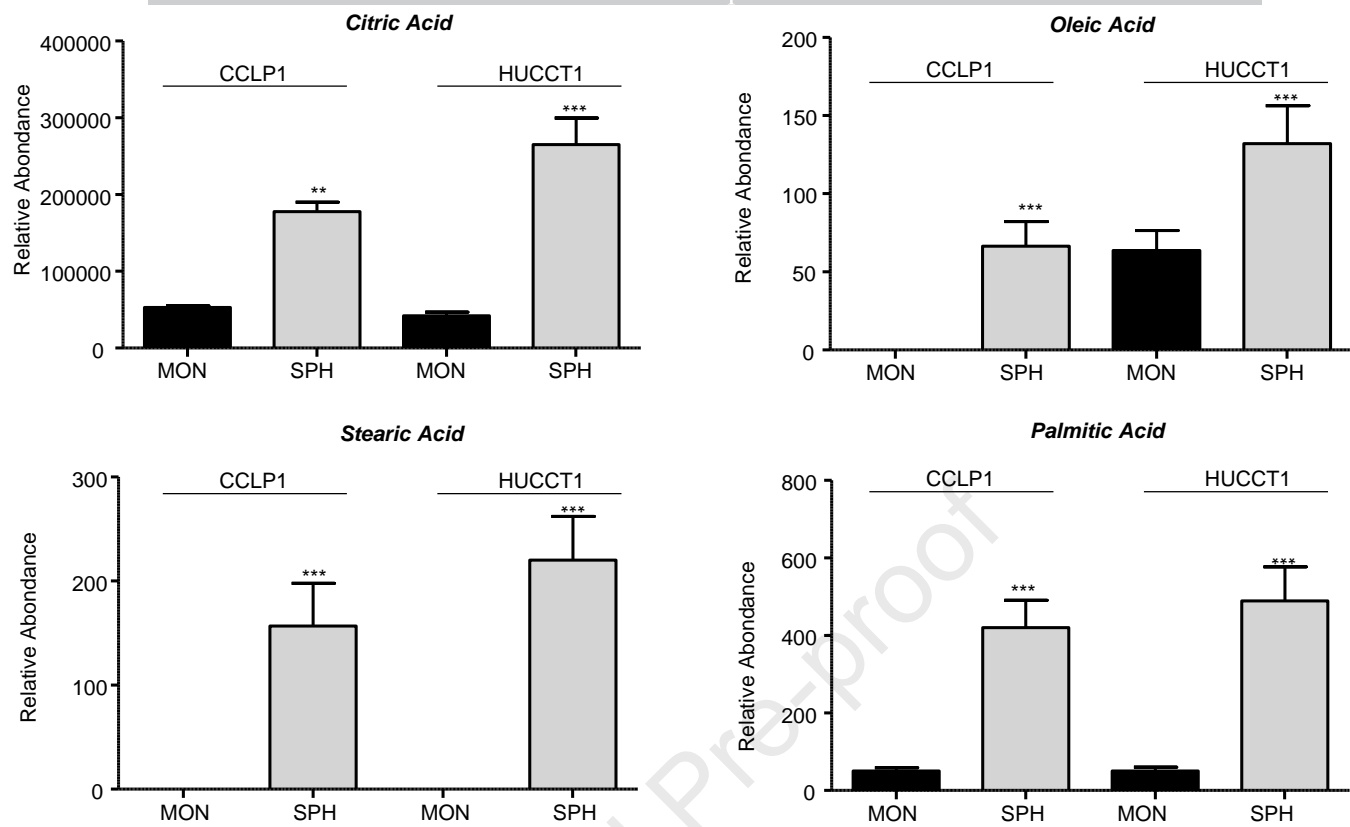 Citric Acid
400000
300000
200000
100000
0
Relative Abondance
CCLP1
HUCCT1
**
***
MON
SPH
MON
SPH
Oleic Acid
200
150
100
50
0
Relative Abondance
CCLP1
HUCCT1
***
***
MON
SPH
MON
SPH
Stearic Acid
300
200
100
0
Relative Abondance
CCLP1
HUCCT1
***
***
MON
SPH
MON
SPH
Palmitic Acid
800
600
400
200
0
Relative Abondance
CCLP1
HUCCT1
***
***
MON
SPH
MON
SPH
Pre-proof